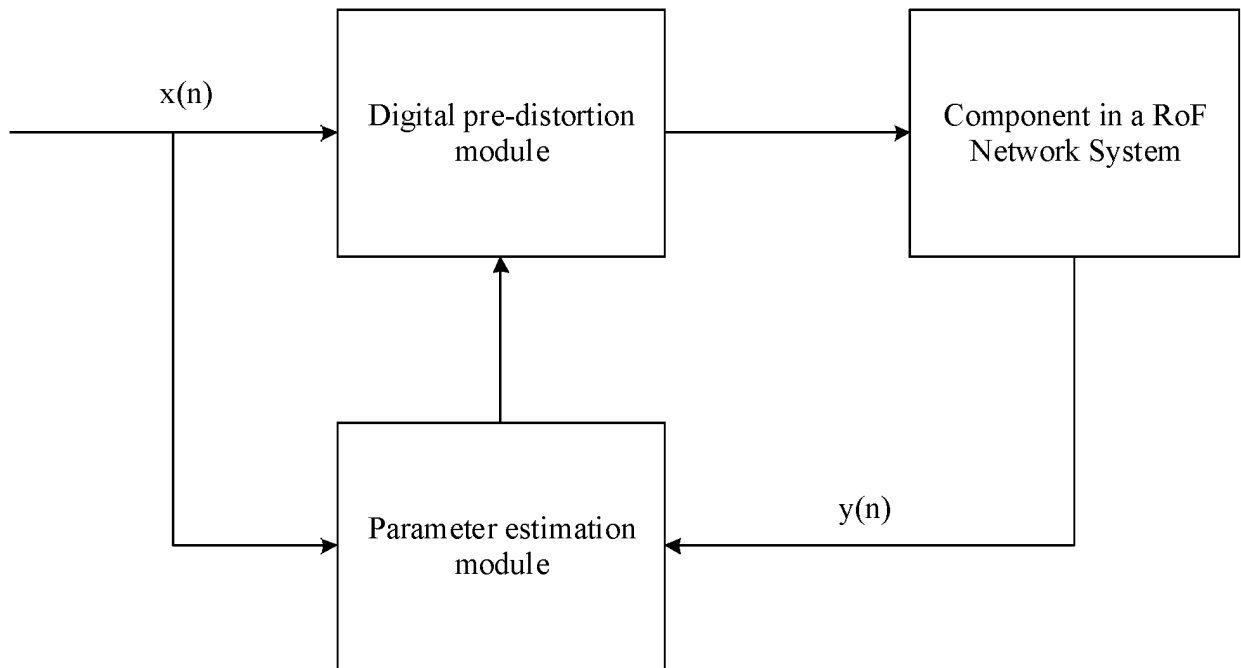 x(n)
Digital pre-distortion
module
Component in a RoF
Network System
Parameter estimation
module
y(n)